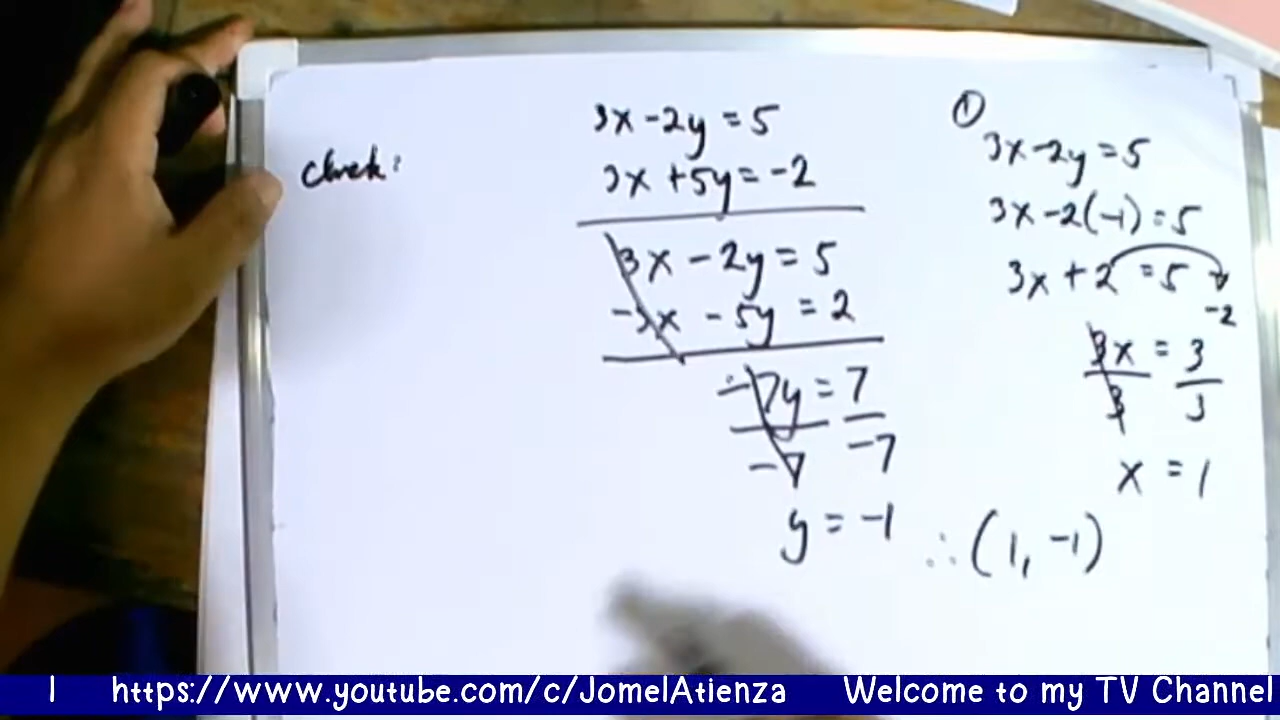 check:
3x - 2y = 5
3x + 5y = -2
3x - 2y = 5
-3x - 5y = 2
-7y = 7
-7 -7
y = -1
①
3x - 2y = 5
3x - 2(-1) = 5
3x + 2 = 5
-2
3x = 3
3 3
x = 1
∴ (1, -1)
1 https://www.youtube.com/c/JomelAtienza Welcome to my TV Channel